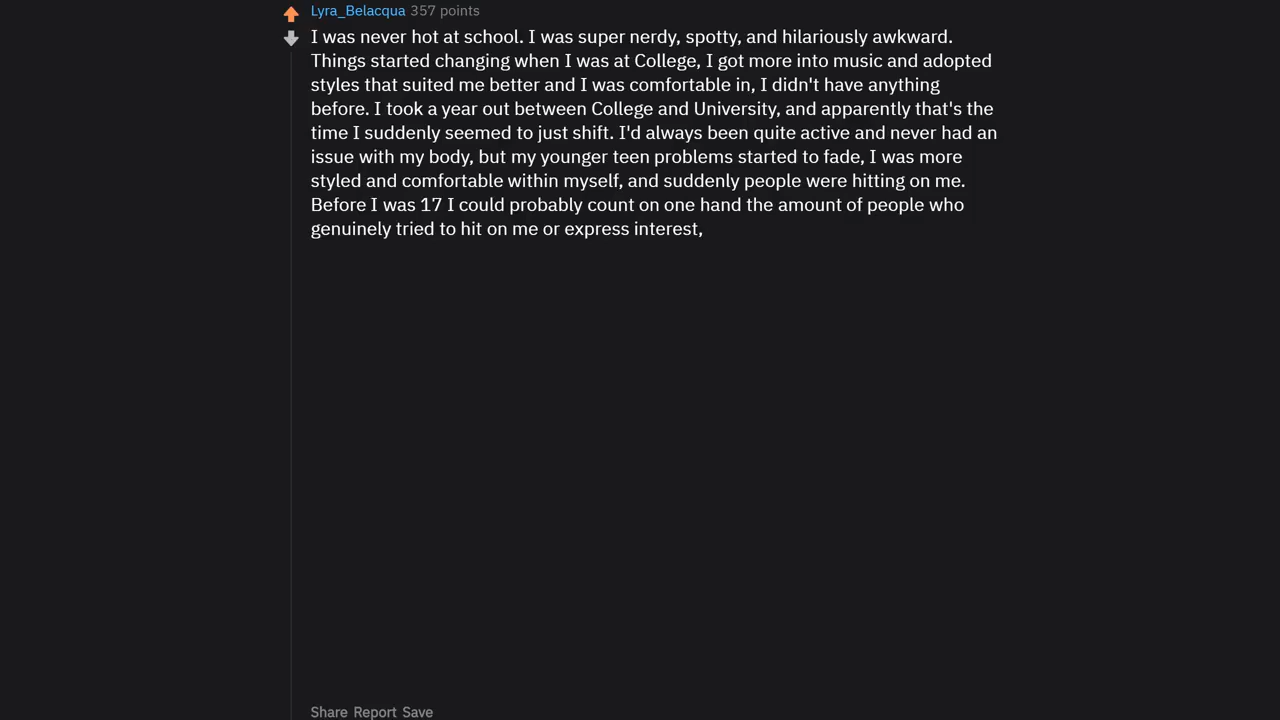 Lyra_Belacqua 357 points
I was never hot at school. I was super nerdy, spotty, and hilariously awkward.
Things started changing when I was at College, I got more into music and adopted
styles that suited me better and I was comfortable in, I didn't have anything
before. I took a year out between College and University, and apparently that's the
time I suddenly seemed to just shift. I'd always been quite active and never had an
issue with my body, but my younger teen problems started to fade, I was more
styled and comfortable within myself, and suddenly people were hitting on me.
Before I was 17 I could probably count on one hand the amount of people who
genuinely tried to hit on me or express interest,
Share Report Save